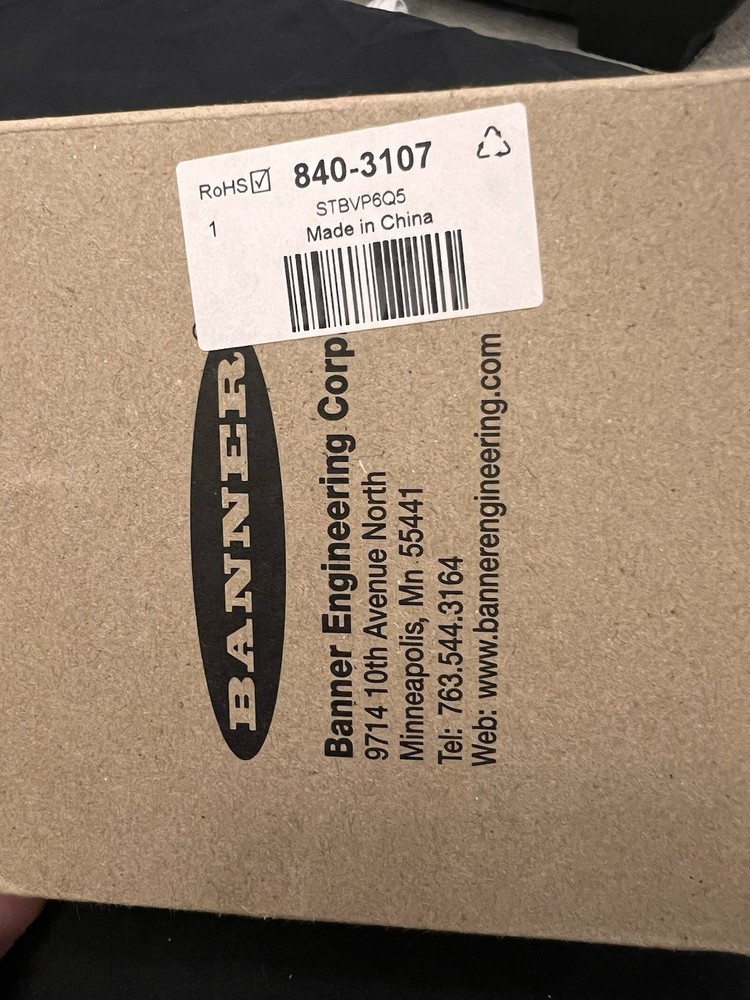 RoHS 840-3107
STBVP6Q5
1
Made in China
BANNER
Banner Engineering Corp
9714 10th Avenue North
Minneapolis, Mn 55441
Tel: 763.544.3164
Web: www.bannerengineering.com